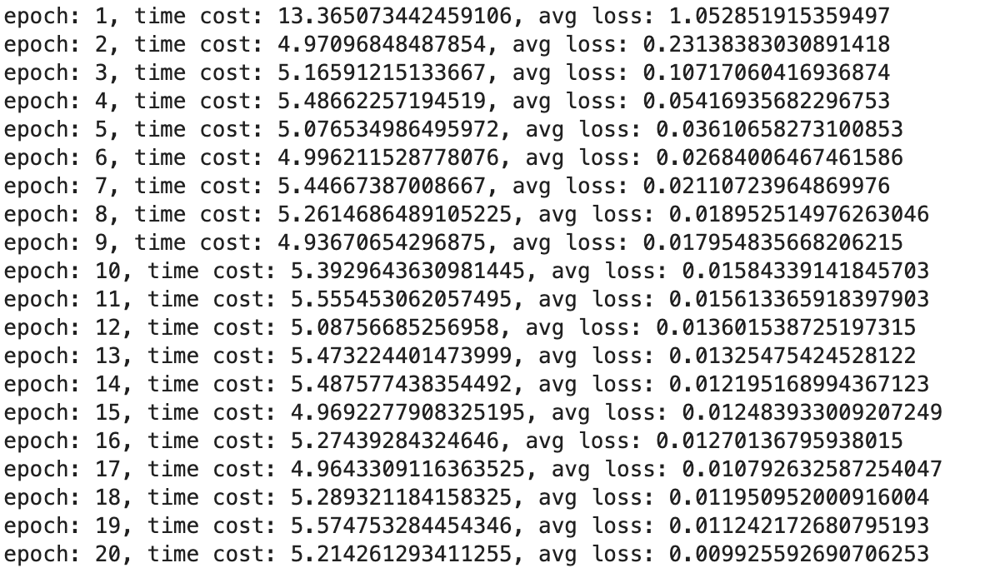 epoch: 1, time cost: 13.365073442459106, avg loss: 1.052851915359497
epoch: 2, time cost: 4.97096848487854, avg loss: 0.23138383030891418
epoch: 3, time cost: 5.16591215133667, avg loss: 0.10717060416936874
epoch: 4, time cost: 5.48662257194519, avg loss: 0.05416935682296753
epoch: 5, time cost: 5.076534986495972, avg loss: 0.03610658273100853
epoch: 6, time cost: 4.996211528778076, avg loss: 0.02684006467461586
epoch: 7, time cost: 5.44667387008667, avg loss: 0.02110723964869976
epoch: 8, time cost: 5.2614686489105225, avg loss: 0.018952514976263046
epoch: 9, time cost: 4.93670654296875, avg loss: 0.017954835668206215
epoch: 10, time cost: 5.3929643630981445, avg loss: 0.01584339141845703
epoch: 11, time cost: 5.555453062057495, avg loss: 0.015613365918397903
epoch: 12, time cost: 5.08756685256958, avg loss: 0.013601538725197315
epoch: 13, time cost: 5.473224401473999, avg loss: 0.01325475424528122
epoch: 14, time cost: 5.487577438354492, avg loss: 0.012195168994367123
epoch: 15, time cost: 4.9692277908325195, avg loss: 0.012483933009207249
epoch: 16, time cost: 5.27439284324646, avg loss: 0.01270136795938015
epoch: 17, time cost: 4.9643309116363525, avg loss: 0.010792632587254047
epoch: 18, time cost: 5.289321184158325, avg loss: 0.011950952000916004
epoch: 19, time cost: 5.574753284454346, avg loss: 0.011242172680795193
epoch: 20, time cost: 5.214261293411255, avg loss: 0.009925592690706253